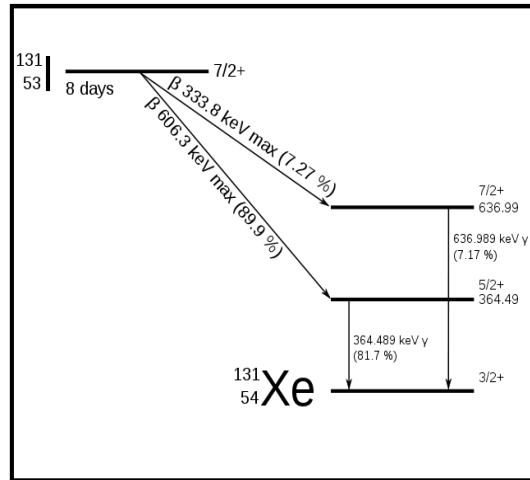 131
53 I
8 days
7/2+
β 333.8 keV max (7.27 %)
β 606.3 keV max (89.9 %)
7/2+
636.99
636.989 keV γ
(7.17 %)
5/2+
364.49
364.489 keV γ
(81.7 %)
131
54 Xe
3/2+